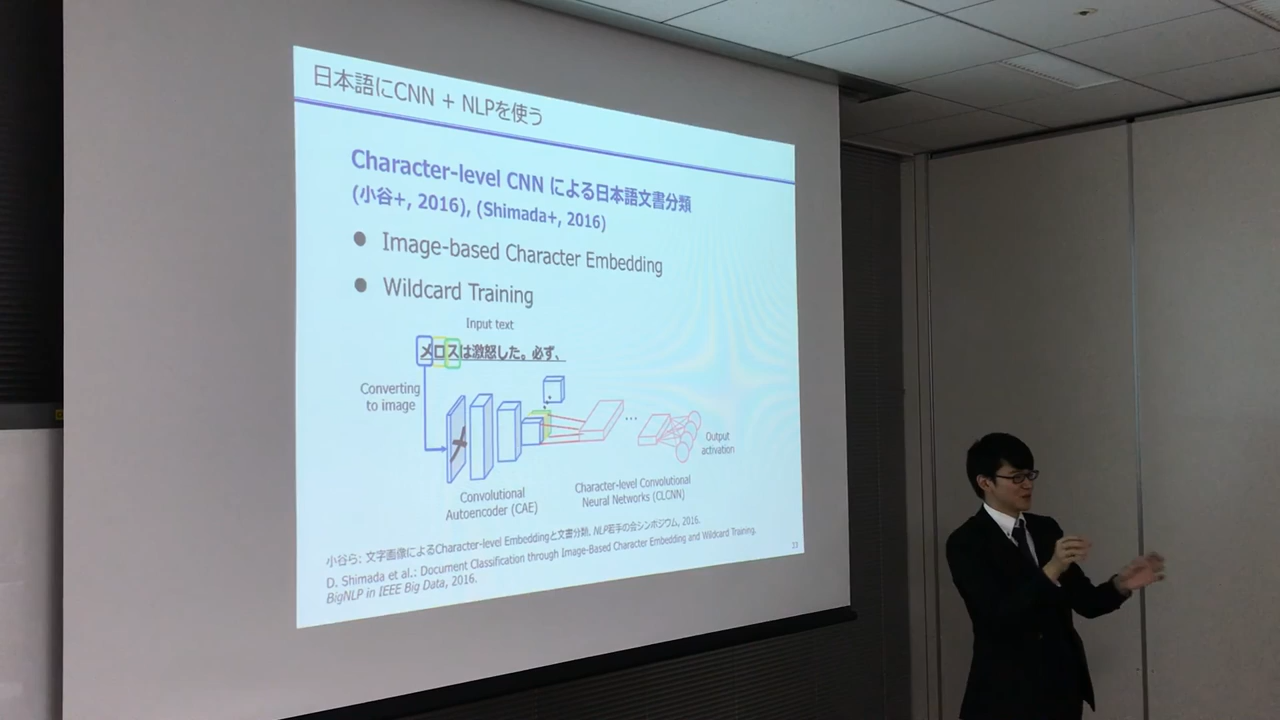 日本語にCNN + NLPを使う
Character-level CNN による日本語文書分類
(小谷+, 2016), (Shimada+, 2016)
● Image-based Character Embedding
● Wildcard Training
Input text
メロスは激怒した。必ず、
Converting
to image
メ
...
Output
activation
Convolutional
Autoencoder (CAE)
Character-level Convolutional
Neural Networks (CLCNN)
小谷ら: 文字画像によるCharacter-level Embeddingと文書分類, NLP若手の会シンポジウム, 2016.
D. Shimada et al.: Document Classification through Image-Based Character Embedding and Wildcard Training.
BigNLP in IEEE Big Data, 2016.